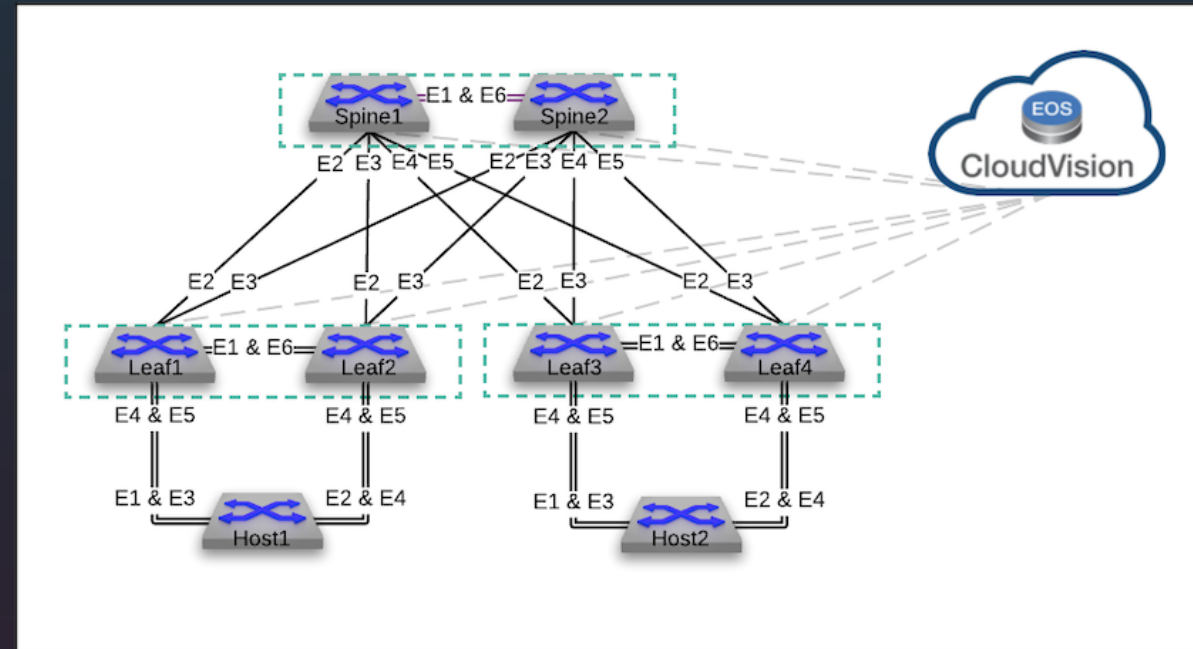 E1 & E6
Spine1
Spine2
EOS
CloudVision
E2 E3 E4 E5
E2 E3 E4 E5
E2 E3
E2 E3
E2 E3
E2 E3
E1 & E6
E1 & E6
Leaf1
Leaf2
Leaf3
Leaf4
E4 & E5
E4 & E5
E4 & E5
E4 & E5
E1 & E3
E2 & E4
E1 & E3
E2 & E4
Host1
Host2